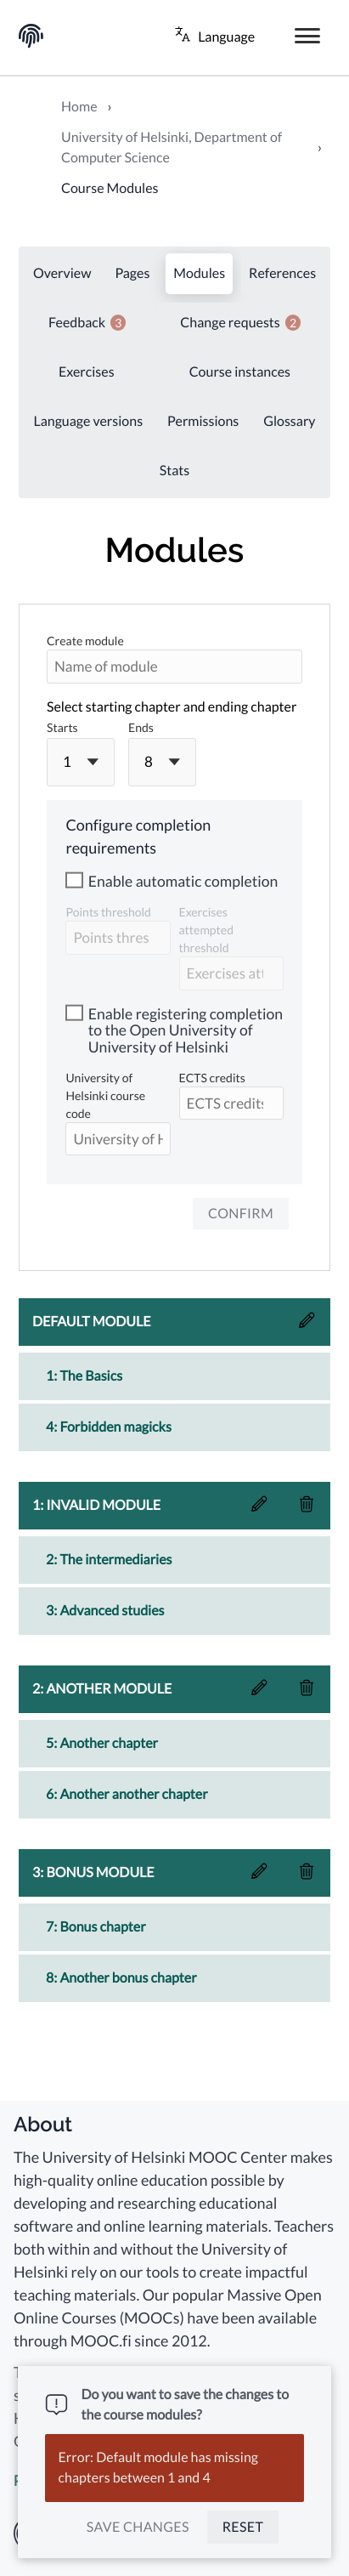 Language
Home ›
University of Helsinki, Department of
Computer Science ›
Course Modules
Overview Pages Modules References
Feedback 3 Change requests 2
Exercises Course instances
Language versions Permissions Glossary
Stats
Modules
Create module
Name of module
Select starting chapter and ending chapter
Starts Ends
1 8
Configure completion
requirements
Enable automatic completion
Points threshold
Points thres
Exercises
attempted
threshold
Enable registering completion
to the Open University of
University of Helsinki
University of
Helsinki course
code
University of H
ECTS credits
ECTS credits
CONFIRM
DEFAULT MODULE
1: The Basics
4: Forbidden magicks
1: INVALID MODULE
2: The intermediaries
3: Advanced studies
2: ANOTHER MODULE
5: Another chapter
6: Another another chapter
3: BONUS MODULE
7: Bonus chapter
8: Another bonus chapter
About
The University of Helsinki MOOC Center makes
high-quality online education possible by
developing and researching educational
software and online learning materials. Teachers
both within and without the University of
Helsinki rely on our tools to create impactful
teaching materials. Our popular Massive Open
Online Courses (MOOCs) have been available
through MOOC.fi since 2012.
Do you want to save the changes to
the course modules?
Error: Default module has missing
chapters between 1 and 4
SAVE CHANGES RESET